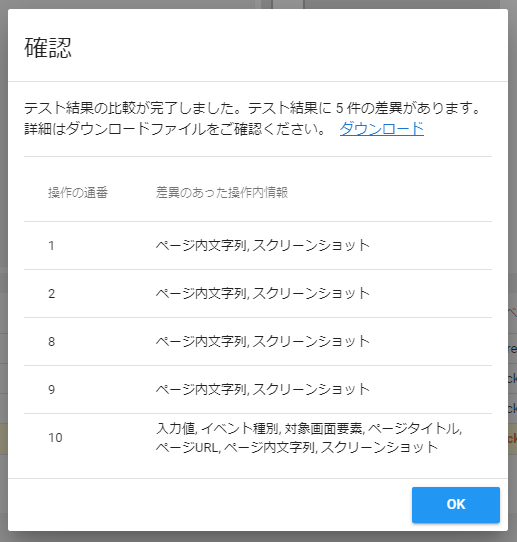 確認
テスト結果の比較が完了しました。テスト結果に 5 件の差異があります。
詳細はダウンロードファイルをご確認ください。 ダウンロード
操作の通番 差異のあった操作内情報
1 ページ内文字列, スクリーンショット
2 ページ内文字列, スクリーンショット
8 ページ内文字列, スクリーンショット
9 ページ内文字列, スクリーンショット
10 入力値, イベント種別, 対象画面要素, ページタイトル,
ページURL, ページ内文字列, スクリーンショット
OK